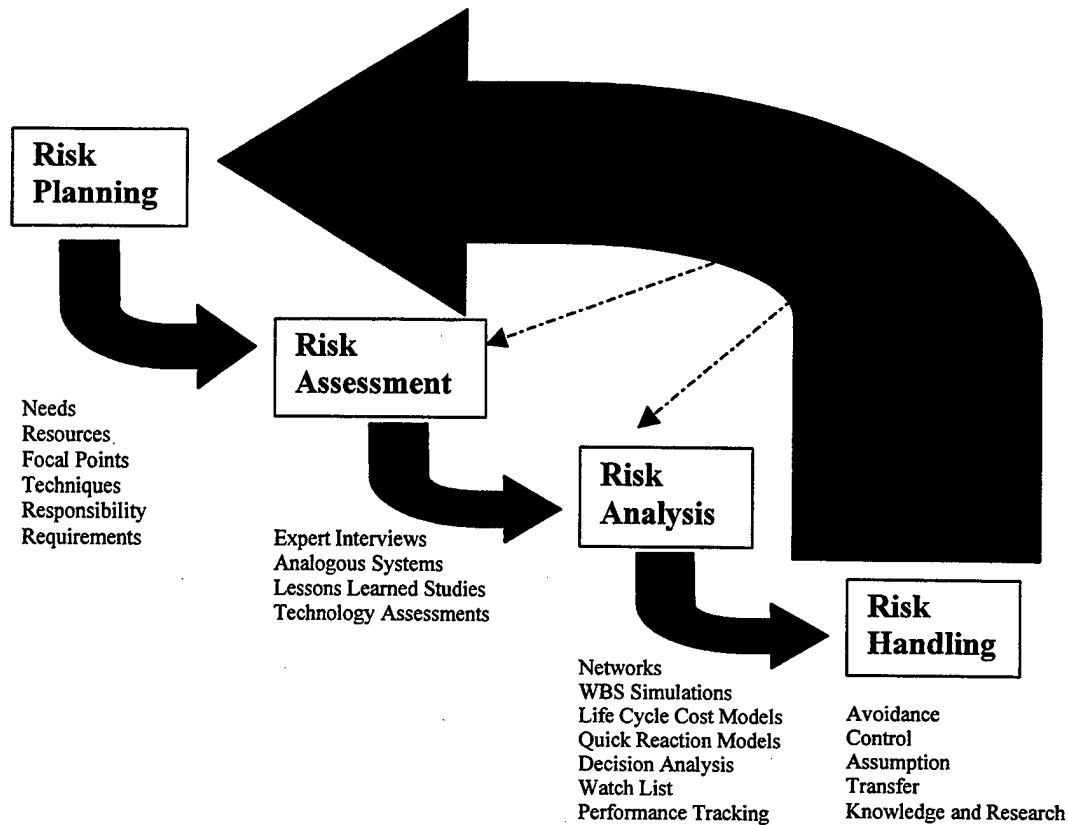 Risk
Planning
Needs
Resources
Focal Points
Techniques
Responsibility
Requirements
Risk
Assessment
Expert Interviews
Analogous Systems
Lessons Learned Studies
Technology Assessments
Risk
Analysis
Networks
WBS Simulations
Life Cycle Cost Models
Quick Reaction Models
Decision Analysis
Watch List
Performance Tracking
Risk
Handling
Avoidance
Control
Assumption
Transfer
Knowledge and Research